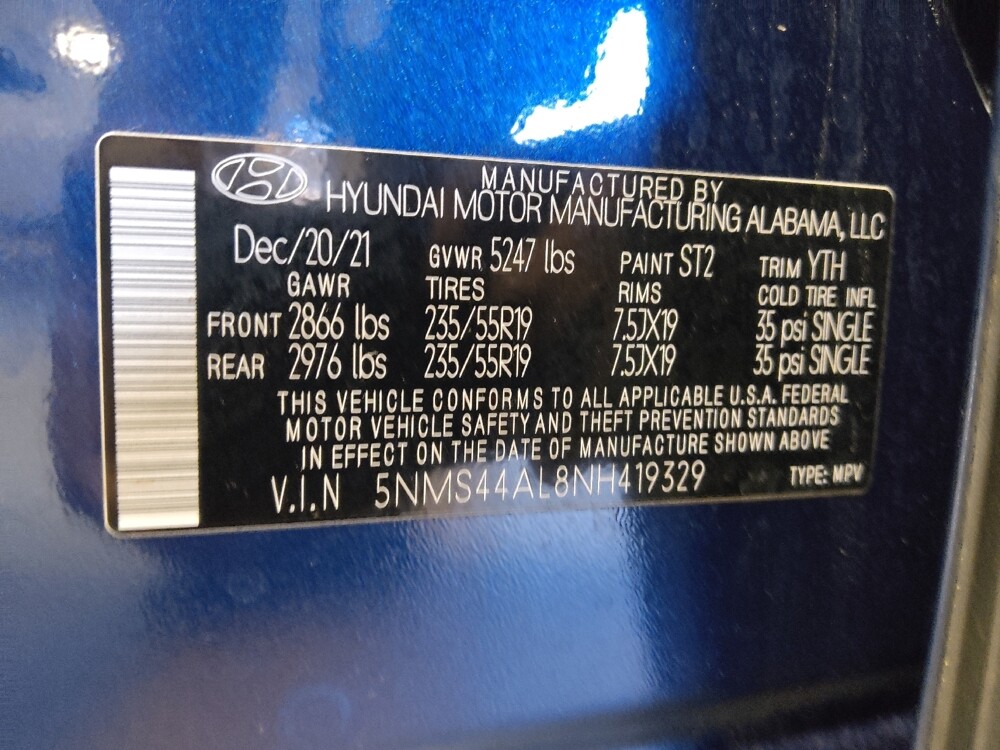 MANUFACTURED BY
HYUNDAI MOTOR MANUFACTURING ALABAMA, LLC
Dec/20/21 GVWR 5247 lbs PAINT ST2 TRIM YTH
GAWR TIRES RIMS COLD TIRE INFL
FRONT 2866 lbs 235/55R19 7.5JX19 35 psi SINGLE
REAR 2976 lbs 235/55R19 7.5JX19 35 psi SINGLE
THIS VEHICLE CONFORMS TO ALL APPLICABLE U.S.A. FEDERAL
MOTOR VEHICLE SAFETY AND THEFT PREVENTION STANDARDS
IN EFFECT ON THE DATE OF MANUFACTURE SHOWN ABOVE
V.I.N 5NMS44AL8NH419329 TYPE: MPV